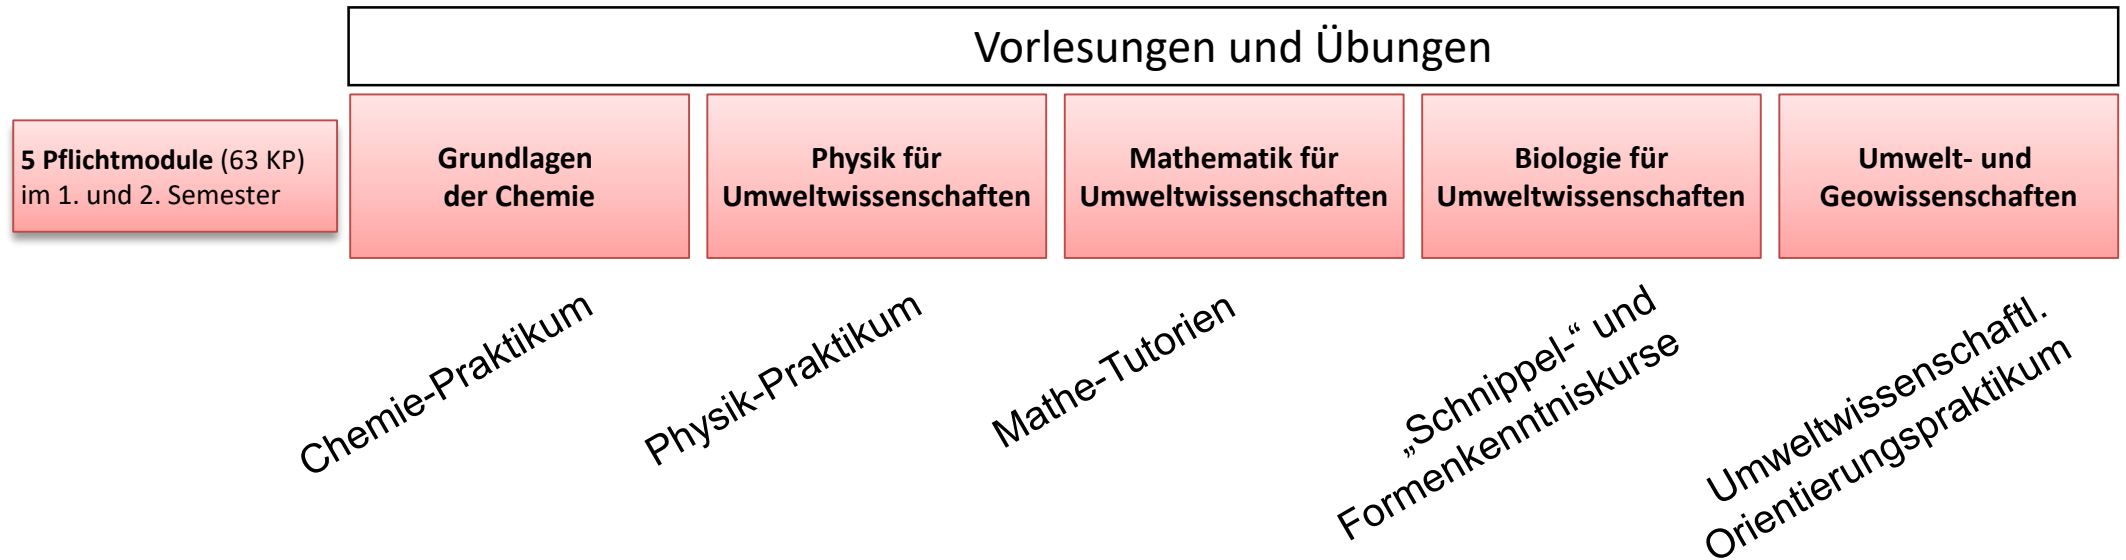 Vorlesungen und Übungen
5 Pflichtmodule (63 KP)
im 1. und 2. Semester
Grundlagen
der Chemie
Physik für
Umweltwissenschaften
Mathematik für
Umweltwissenschaften
Biologie für
Umweltwissenschaften
Umwelt- und
Geowissenschaften
Chemie-Praktikum
Physik-Praktikum
Mathe-Tutorien
„Schnippel-“ und
Formenkenntniskurse
Umweltwissenschaftl.
Orientierungspraktikum